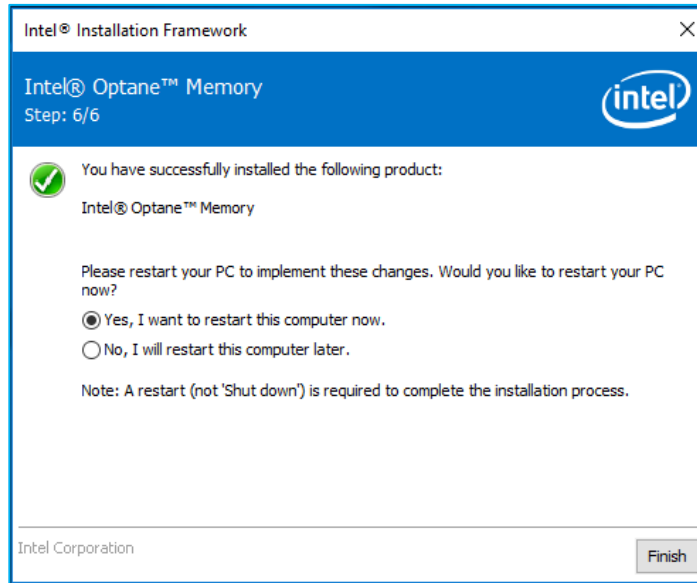 Intel® Installation Framework
Intel® Optane™ Memory
Step: 6/6
intel
You have successfully installed the following product:
Intel® Optane™ Memory
Please restart your PC to implement these changes. Would you like to restart your PC
now?
Yes, I want to restart this computer now.
No, I will restart this computer later.
Note: A restart (not 'Shut down') is required to complete the installation process.
Intel Corporation
Finish